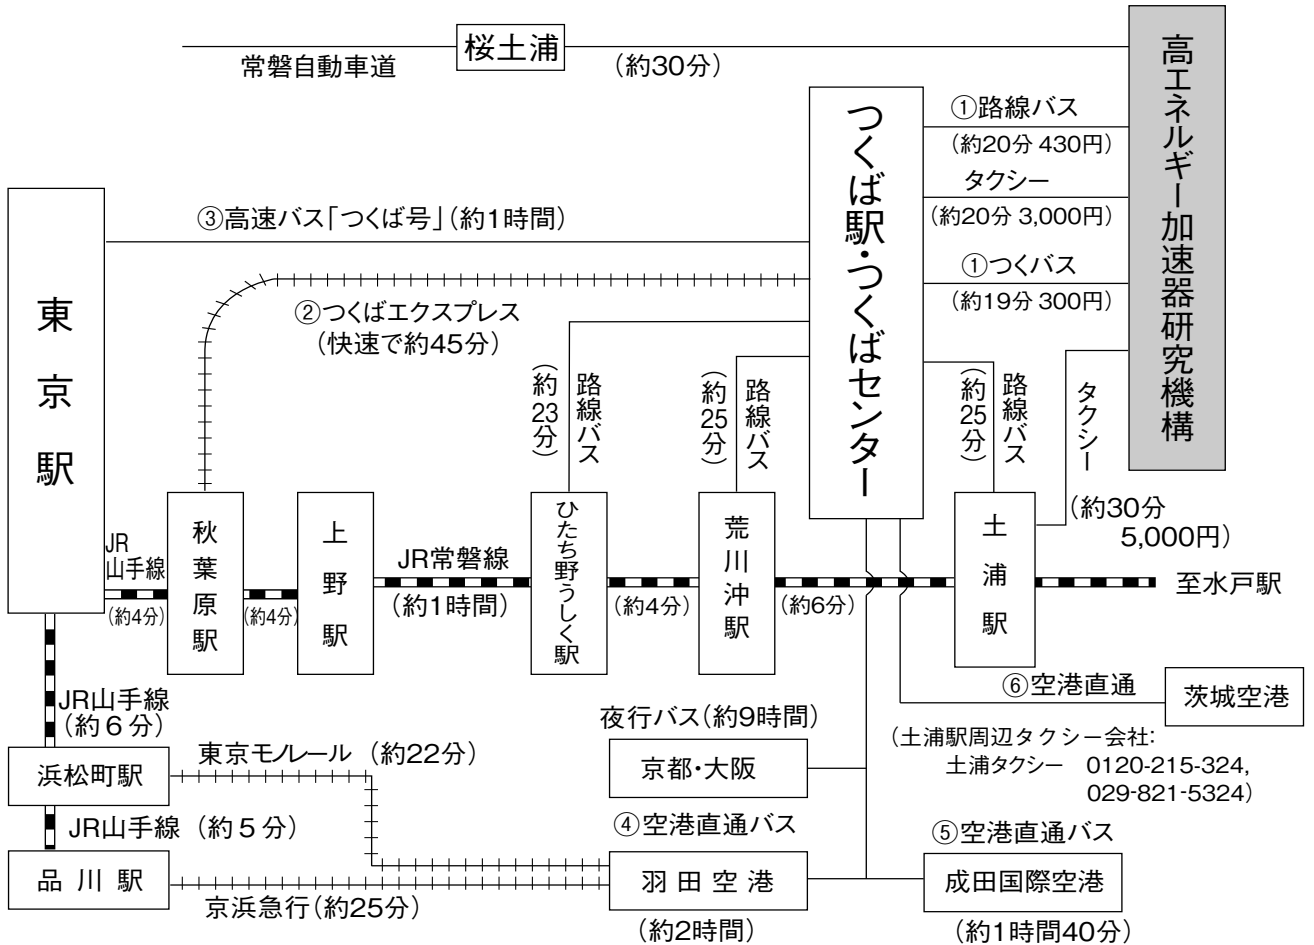 桜土浦
常磐自動車道
(約30分)
高エネルギー加速器研究機構
つくば駅・つくばセンター
①路線バス
(約20分 430円)
タクシー
(約20分 3,000円)
①つくバス
(約19分 300円)
③高速バス「つくば号」(約1時間)
東京駅
②つくばエクスプレス
(快速で約45分)
路線バス
(約23分)
路線バス
(約25分)
路線バス
(約25分)
タクシー
(約30分
5,000円)
JR
山手線
(約4分)
秋葉原駅
(約4分)
上野駅
JR常磐線
(約1時間)
ひたち野うしく駅
(約4分)
荒川沖駅
(約6分)
土浦駅
至水戸駅
JR山手線
(約6分)
⑥空港直通
茨城空港
夜行バス(約9時間)
京都・大阪
(土浦駅周辺タクシー会社:
土浦タクシー 0120-215-324,
029-821-5324)
浜松町駅
東京モノレール (約22分)
JR山手線 (約5分)
④空港直通バス
⑤空港直通バス
品川駅
京浜急行(約25分)
羽田空港
(約2時間)
成田国際空港
(約1時間40分)